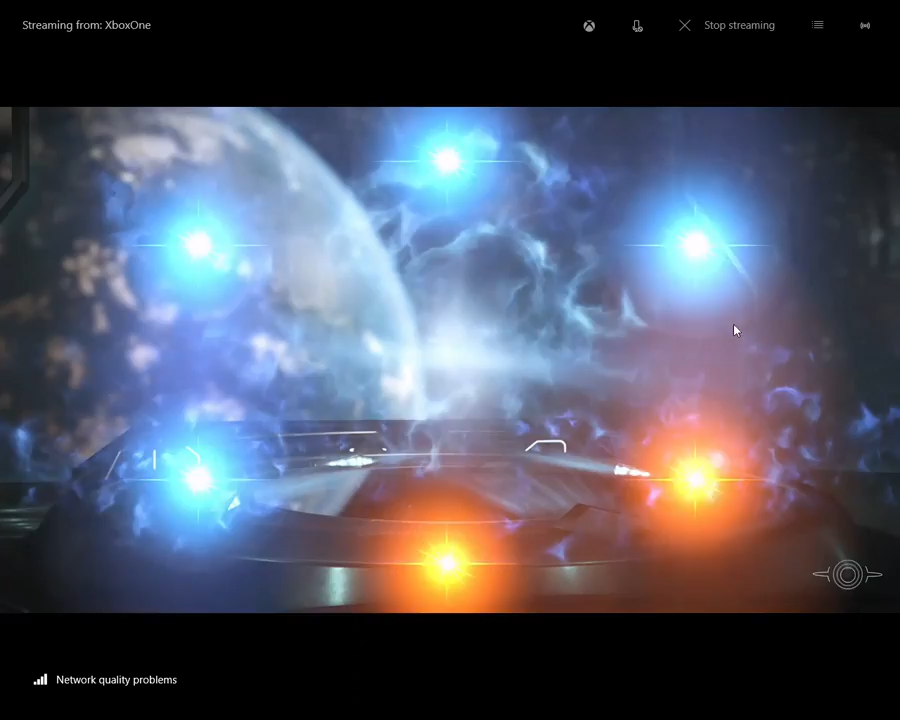 Streaming from: XboxOne
Stop streaming
Network quality problems